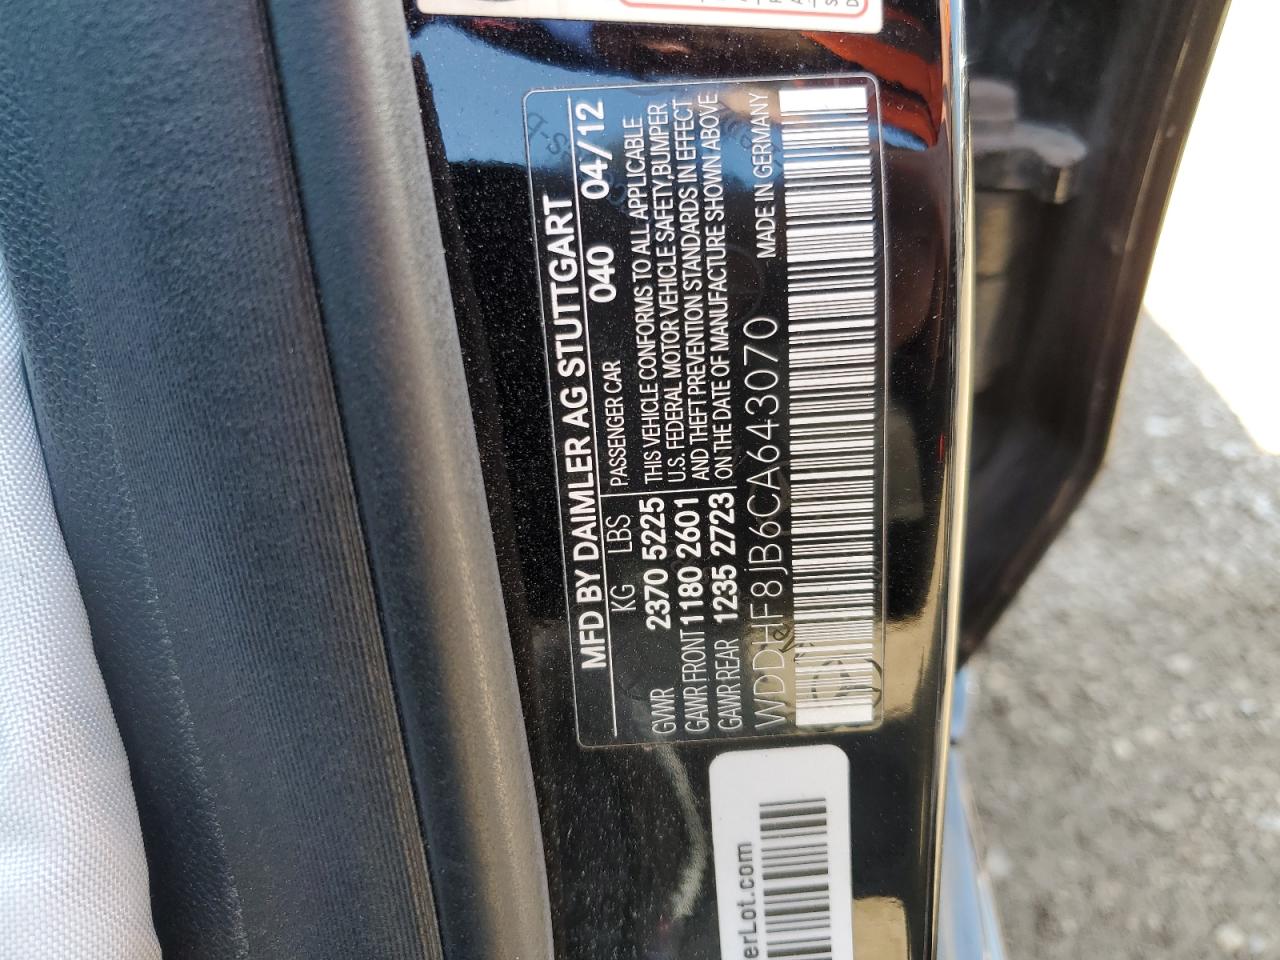 MFD BY DAIMLER AG STUTTGART
KG LBS PASSENGER CAR 040 04/12
GVWR 2370 5225
GAWR FRONT 1180 2601
GAWR REAR 1235 2723
THIS VEHICLE CONFORMS TO ALL APPLICABLE
U.S. FEDERAL MOTOR VEHICLE SAFETY,BUMPER
AND THEFT PREVENTION STANDARDS IN EFFECT
ON THE DATE OF MANUFACTURE SHOWN ABOVE
WDDHF8JB6CA643070 MADE IN GERMANY
erLot.com